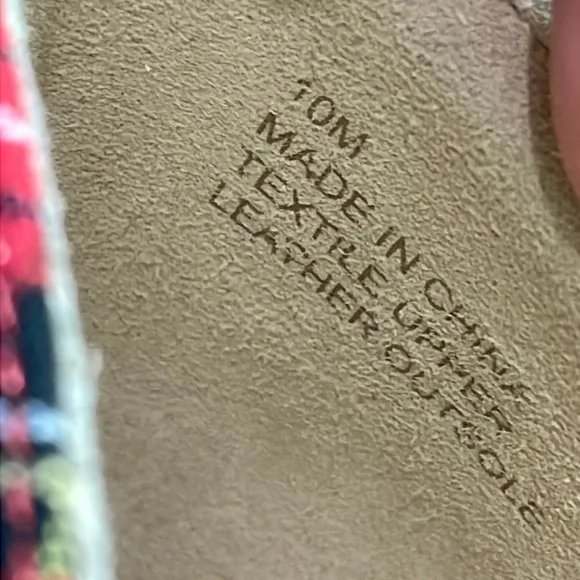 10M
MADE IN CHINA
TEXTILE UPPER
LEATHER OUTSOLE